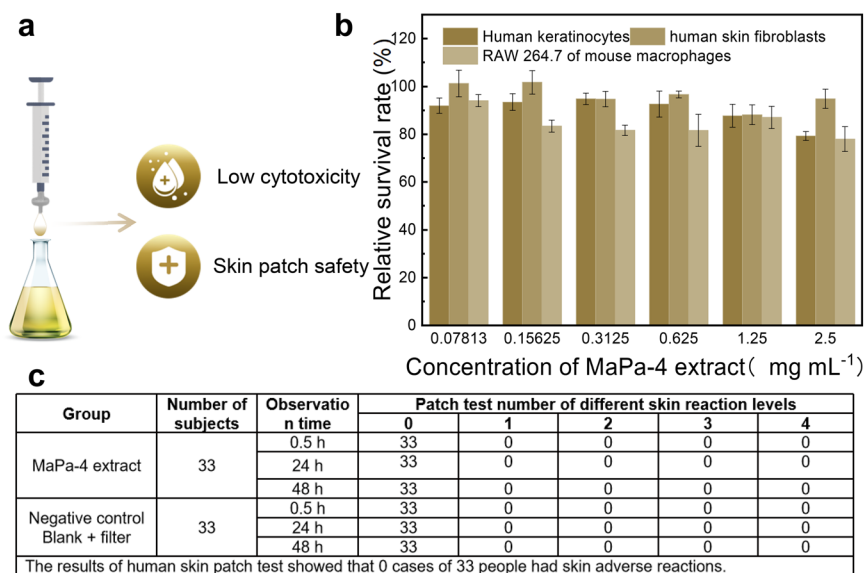 a
Low cytotoxicity
Skin patch safety
b
Relative survival rate (%)
120
100
80
60
40
20
0
Human keratinocytes human skin fibroblasts
RAW 264.7 of mouse macrophages
0.07813 0.15625 0.3125 0.625 1.25 2.5
Concentration of MaPa-4 extract( mg mL⁻¹)
c
Group Number of subjects Observatio n time Patch test number of different skin reaction levels
0 1 2 3 4
MaPa-4 extract 33
0.5 h 33 0 0 0 0
24 h 33 0 0 0 0
48 h 33 0 0 0 0
Negative control
Blank + filter 33
0.5 h 33 0 0 0 0
24 h 33 0 0 0 0
48 h 33 0 0 0 0
The results of human skin patch test showed that 0 cases of 33 people had skin adverse reactions.